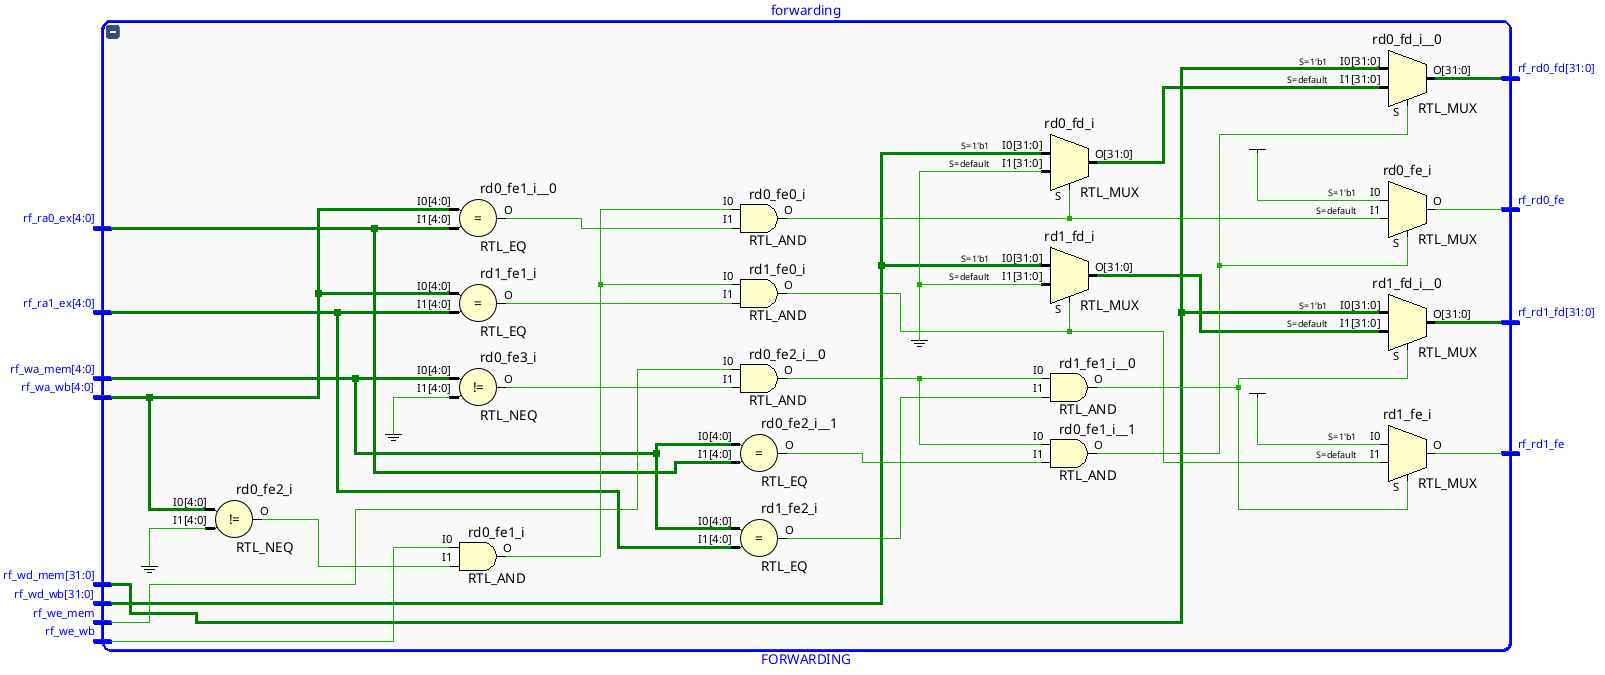 forwarding
rd0_fd_i__0
S=1'b1 I0[31:0]
S=default I1[31:0]
O[31:0]
S
RTL_MUX
rf_rd0_fd[31:0]
rd0_fd_i
S=1'b1 I0[31:0]
S=default I1[31:0]
O[31:0]
S
RTL_MUX
rd0_fe_i
S=1'b1 I0
S=default I1
O
S
RTL_MUX
rf_rd0_fe
rd0_fe1_i__0
I0[4:0]
I1[4:0]
=
O
RTL_EQ
rf_ra0_ex[4:0]
rd0_fe0_i
I0
I1
O
RTL_AND
rd1_fd_i
S=1'b1 I0[31:0]
S=default I1[31:0]
O[31:0]
S
RTL_MUX
rd1_fe1_i
I0[4:0]
I1[4:0]
=
O
RTL_EQ
rf_ra1_ex[4:0]
rd1_fe0_i
I0
I1
O
RTL_AND
rd1_fd_i__0
S=1'b1 I0[31:0]
S=default I1[31:0]
O[31:0]
S
RTL_MUX
rf_rd1_fd[31:0]
rd0_fe3_i
I0[4:0]
I1[4:0]
!=
O
RTL_NEQ
rf_wa_mem[4:0]
rf_wa_wb[4:0]
rd0_fe2_i__0
I0
I1
O
RTL_AND
rd1_fe1_i__0
I0
I1
O
RTL_AND
rd0_fe2_i__1
I0[4:0]
I1[4:0]
=
O
RTL_EQ
rd0_fe1_i__1
I0
I1
O
RTL_AND
rd1_fe_i
S=1'b1 I0
S=default I1
O
S
RTL_MUX
rf_rd1_fe
rd0_fe2_i
I0[4:0]
I1[4:0]
!=
O
RTL_NEQ
rd1_fe2_i
I0[4:0]
I1[4:0]
=
O
RTL_EQ
rd0_fe1_i
I0
I1
O
RTL_AND
rf_wd_mem[31:0]
rf_wd_wb[31:0]
rf_we_mem
rf_we_wb
FORWARDING